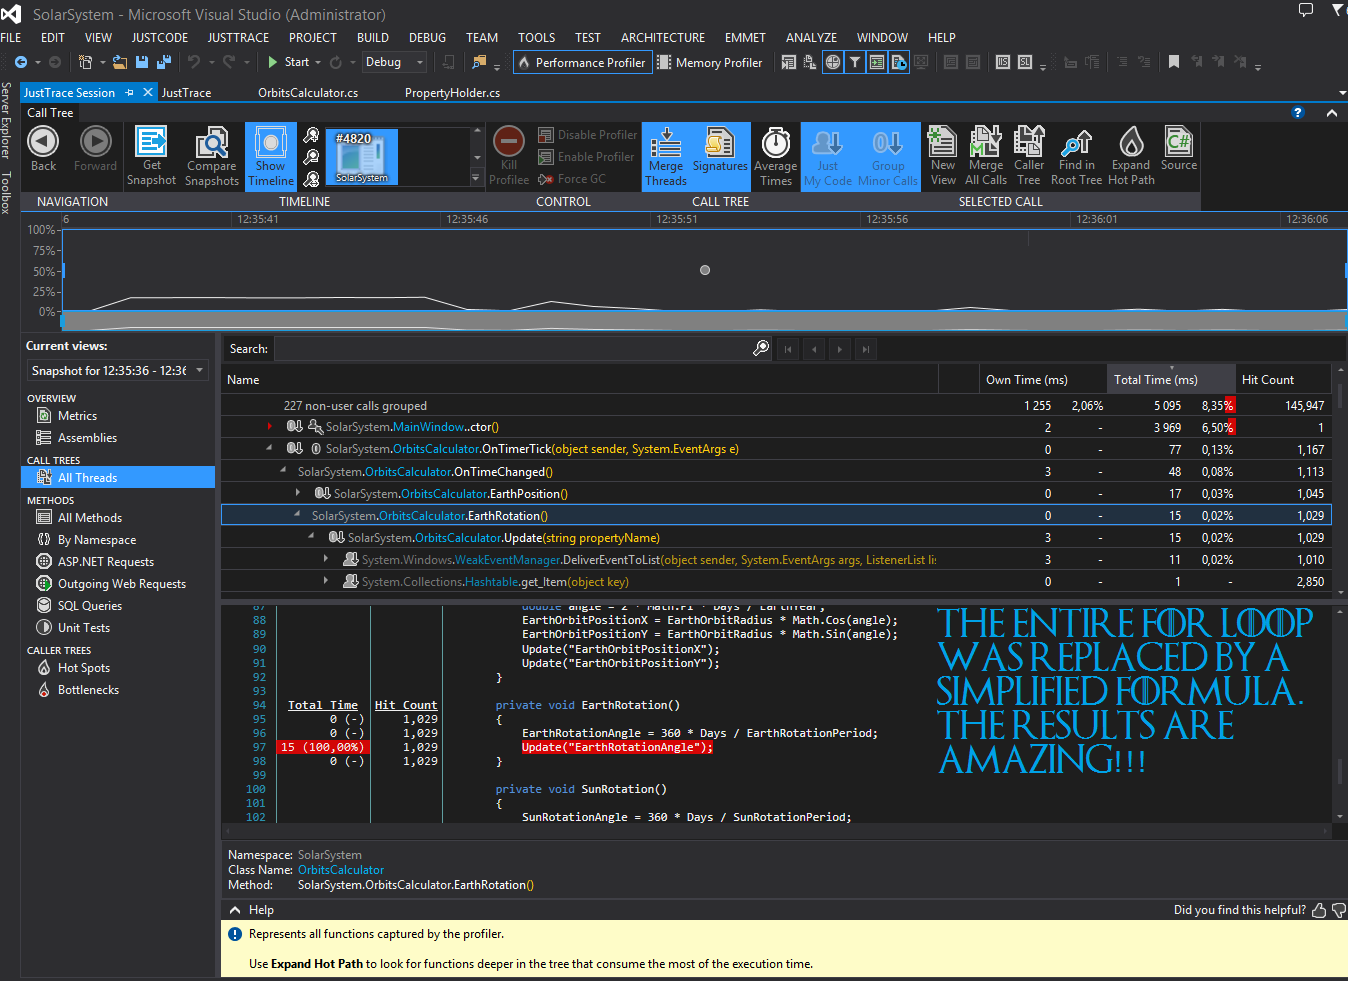 SolarSystem - Microsoft Visual Studio (Administrator)
FILE EDIT VIEW JUSTCODE JUSTTRACE PROJECT BUILD DEBUG TEAM TOOLS TEST ARCHITECTURE EMMET ANALYZE WINDOW HELP
Start Debug Performance Profiler Memory Profiler
Server Explorer Toolbox
JustTrace Session JustTrace OrbitsCalculator.cs PropertyHolder.cs
Call Tree
Back Forward Get Snapshot Compare Snapshots Show Timeline #4820 SolarSystem Kill Profilee Disable Profiler Enable Profiler Force GC Merge Threads Signatures Average Times Just My Code Group Minor Calls New View Merge All Calls Caller Tree Find in Root Tree Expand Hot Path Source
NAVIGATION TIMELINE CONTROL CALL TREE SELECTED CALL
6 12:35:41 12:35:46 12:35:51 12:35:56 12:36:01 12:36:06
100%
75%
50%
25%
0%
Current views:
Snapshot for 12:35:36 - 12:36
OVERVIEW
Metrics
Assemblies
CALL TREES
All Threads
METHODS
All Methods
By Namespace
ASP.NET Requests
Outgoing Web Requests
SQL Queries
Unit Tests
CALLER TREES
Hot Spots
Bottlenecks
Search:
Name Own Time (ms) Total Time (ms) Hit Count
227 non-user calls grouped 1 255 2,06% 5 095 8,35% 145,947
SolarSystem.MainWindow..ctor() 2 - 3 969 6,50% 1
SolarSystem.OrbitsCalculator.OnTimerTick(object sender, System.EventArgs e) 0 - 77 0,13% 1,167
SolarSystem.OrbitsCalculator.OnTimeChanged() 3 - 48 0,08% 1,113
SolarSystem.OrbitsCalculator.EarthPosition() 0 - 17 0,03% 1,045
SolarSystem.OrbitsCalculator.EarthRotation() 0 - 15 0,02% 1,029
SolarSystem.OrbitsCalculator.Update(string propertyName) 3 - 15 0,02% 1,029
System.Windows.WeakEventManager.DeliverEventToList(object sender, System.EventArgs args, ListenerList lis 3 - 11 0,02% 1,010
System.Collections.Hashtable.get_Item(object key) 0 - 1 - 2,850
87 double angle = 2 * Math.PI * Days / EarthYear;
88 EarthOrbitPositionX = EarthOrbitRadius * Math.Cos(angle);
89 EarthOrbitPositionY = EarthOrbitRadius * Math.Sin(angle);
90 Update("EarthOrbitPositionX");
91 Update("EarthOrbitPositionY");
92 }
93
94 Total Time Hit Count private void EarthRotation()
95 0 (-) 1,029 {
96 0 (-) 1,029 EarthRotationAngle = 360 * Days / EarthRotationPeriod;
97 15 (100,00%) 1,029 Update("EarthRotationAngle");
98 0 (-) 1,029 }
99
100 private void SunRotation()
101 {
102 SunRotationAngle = 360 * Days / SunRotationPeriod;
THE ENTIRE FOR LOOP
WAS REPLACED BY A
SIMPLIFIED FORMULA.
THE RESULTS ARE
AMAZING!!!
Namespace: SolarSystem
Class Name: OrbitsCalculator
Method: SolarSystem.OrbitsCalculator.EarthRotation()
Help Did you find this helpful?
Represents all functions captured by the profiler.
Use Expand Hot Path to look for functions deeper in the tree that consume the most of the execution time.